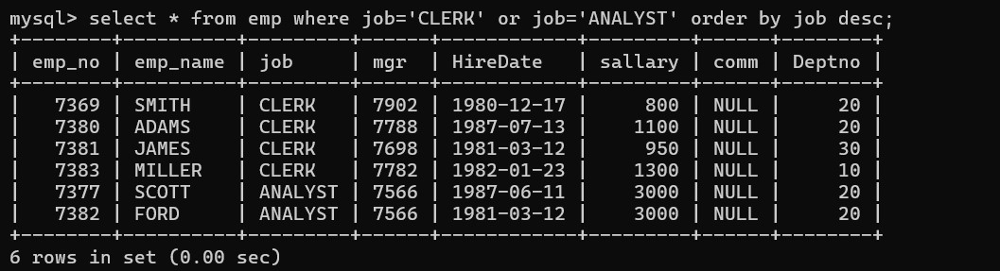 mysql> select * from emp where job='CLERK' or job='ANALYST' order by job desc;
+--------+----------+---------+------+------------+---------+------+--------+
| emp_no | emp_name | job     | mgr  | HireDate   | sallary | comm | Deptno |
+--------+----------+---------+------+------------+---------+------+--------+
|   7369 | SMITH    | CLERK   | 7902 | 1980-12-17 |     800 | NULL |     20 |
|   7380 | ADAMS    | CLERK   | 7788 | 1987-07-13 |    1100 | NULL |     20 |
|   7381 | JAMES    | CLERK   | 7698 | 1981-03-12 |     950 | NULL |     30 |
|   7383 | MILLER   | CLERK   | 7782 | 1982-01-23 |    1300 | NULL |     10 |
|   7377 | SCOTT    | ANALYST | 7566 | 1987-06-11 |    3000 | NULL |     20 |
|   7382 | FORD     | ANALYST | 7566 | 1981-03-12 |    3000 | NULL |     20 |
+--------+----------+---------+------+------------+---------+------+--------+
6 rows in set (0.00 sec)